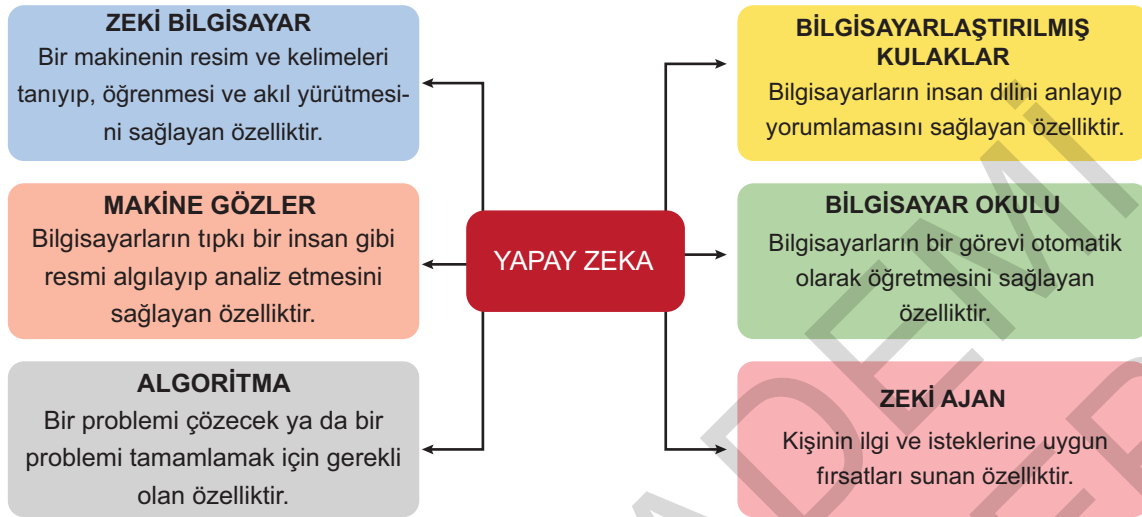 ZEKİ BİLGİSAYAR
Bir makinenin resim ve kelimeleri
tanıyıp, öğrenmesi ve akıl yürütmesi-
ni sağlayan özelliktir.
MAKİNE GÖZLER
Bilgisayarların tıpkı bir insan gibi
resmi algılayıp analiz etmesini
sağlayan özelliktir.
ALGORİTMA
Bir problemi çözecek ya da bir
problemi tamamlamak için gerekli
olan özelliktir.
YAPAY ZEKA
BİLGİSAYARLAŞTIRILMIŞ
KULAKLAR
Bilgisayarların insan dilini anlayıp
yorumlamasını sağlayan özelliktir.
BİLGİSAYAR OKULU
Bilgisayarların bir görevi otomatik
olarak öğretmesini sağlayan
özelliktir.
ZEKİ AJAN
Kişinin ilgi ve isteklerine uygun
fırsatları sunan özelliktir.